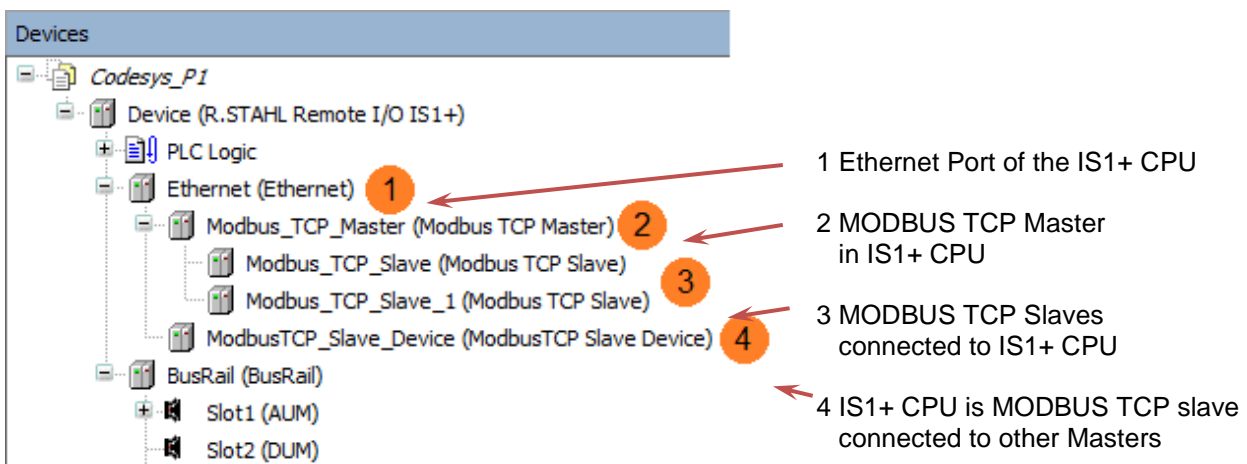 Devices
Codesys_P1
Device (R.STAHL Remote I/O IS1+)
PLC Logic
Ethernet (Ethernet) 1
Modbus_TCP_Master (Modbus TCP Master) 2
Modbus_TCP_Slave (Modbus TCP Slave)
3
Modbus_TCP_Slave_1 (Modbus TCP Slave)
ModbusTCP_Slave_Device (ModbusTCP Slave Device) 4
BusRail (BusRail)
Slot1 (AUM)
Slot2 (DUM)
1 Ethernet Port of the IS1+ CPU
2 MODBUS TCP Master
in IS1+ CPU
3 MODBUS TCP Slaves
connected to IS1+ CPU
4 IS1+ CPU is MODBUS TCP slave
connected to other Masters